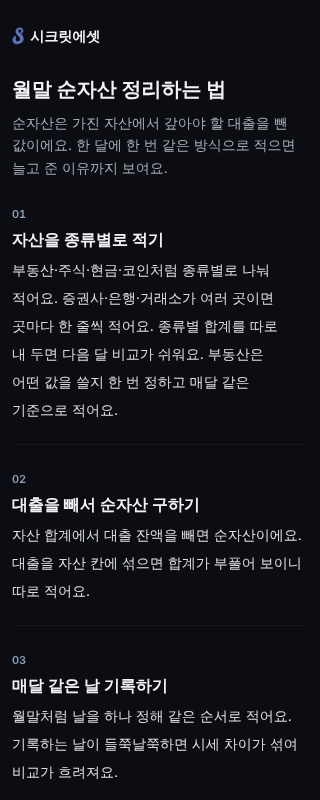 시크릿에셋
월말 순자산 정리하는 법
순자산은 가진 자산에서 갚아야 할 대출을 뺀
값이에요. 한 달에 한 번 같은 방식으로 적으면
늘고 준 이유까지 보여요.
01
자산을 종류별로 적기
부동산·주식·현금·코인처럼 종류별로 나눠
적어요. 증권사·은행·거래소가 여러 곳이면
곳마다 한 줄씩 적어요. 종류별 합계를 따로
내 두면 다음 달 비교가 쉬워요. 부동산은
어떤 값을 쓸지 한 번 정하고 매달 같은
기준으로 적어요.
02
대출을 빼서 순자산 구하기
자산 합계에서 대출 잔액을 빼면 순자산이에요.
대출을 자산 칸에 섞으면 합계가 부풀어 보이니
따로 적어요.
03
매달 같은 날 기록하기
월말처럼 날을 하나 정해 같은 순서로 적어요.
기록하는 날이 들쭉날쭉하면 시세 차이가 섞여
비교가 흐려져요.